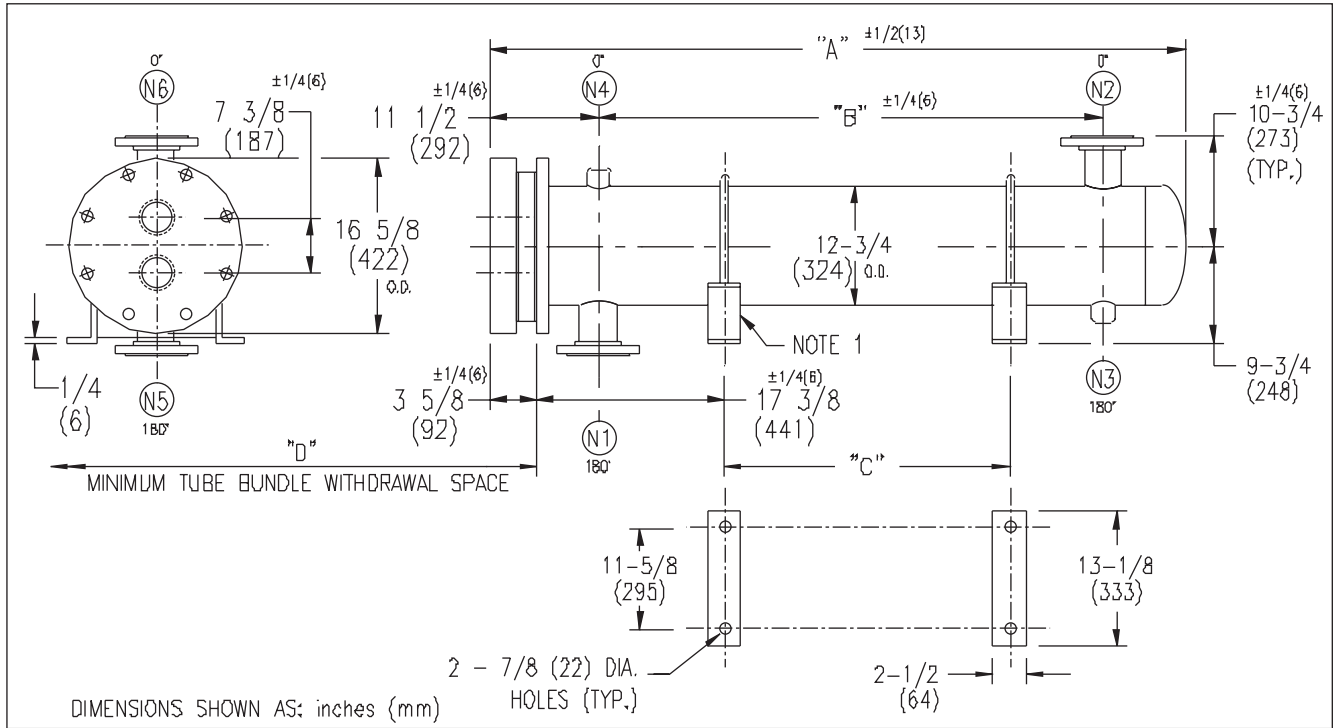 "A" ±1/2(13)
0°
N6
±1/4(6)
7 3/8
(187)
±1/4(6)
11 1/2
(292)
0°
N4
"B" ±1/4(6)
0°
N2
±1/4(6)
10-3/4
(273)
(TYP.)
16 5/8
(422)
O.D.
12-3/4
(324) O.D.
NOTE 1
1/4
(6)
N5
180°
±1/4(6)
3 5/8
(92)
N1
180°
±1/4(6)
17 3/8
(441)
N3
180°
9-3/4
(248)
"D"
MINIMUM TUBE BUNDLE WITHDRAWAL SPACE
"C"
11-5/8
(295)
13-1/8
(333)
2 - 7/8 (22) DIA.
HOLES (TYP.)
2-1/2
(64)
DIMENSIONS SHOWN AS: inches (mm)